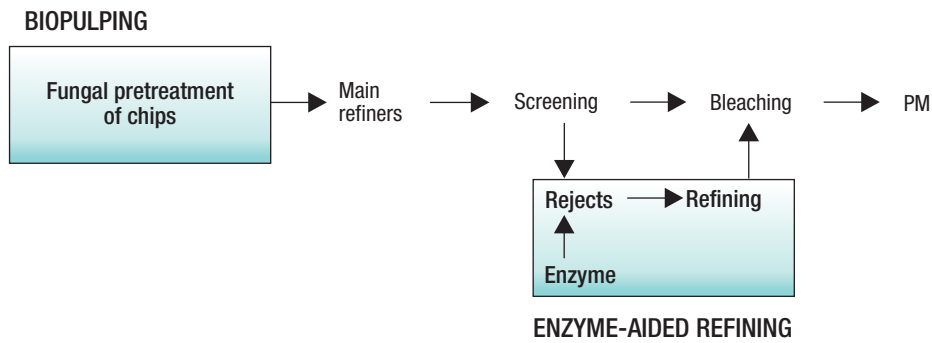 BIOPULPING
Fungal pretreatment
of chips
Main
refiners
Screening
Bleaching
PM
Rejects
Refining
Enzyme
ENZYME-AIDED REFINING